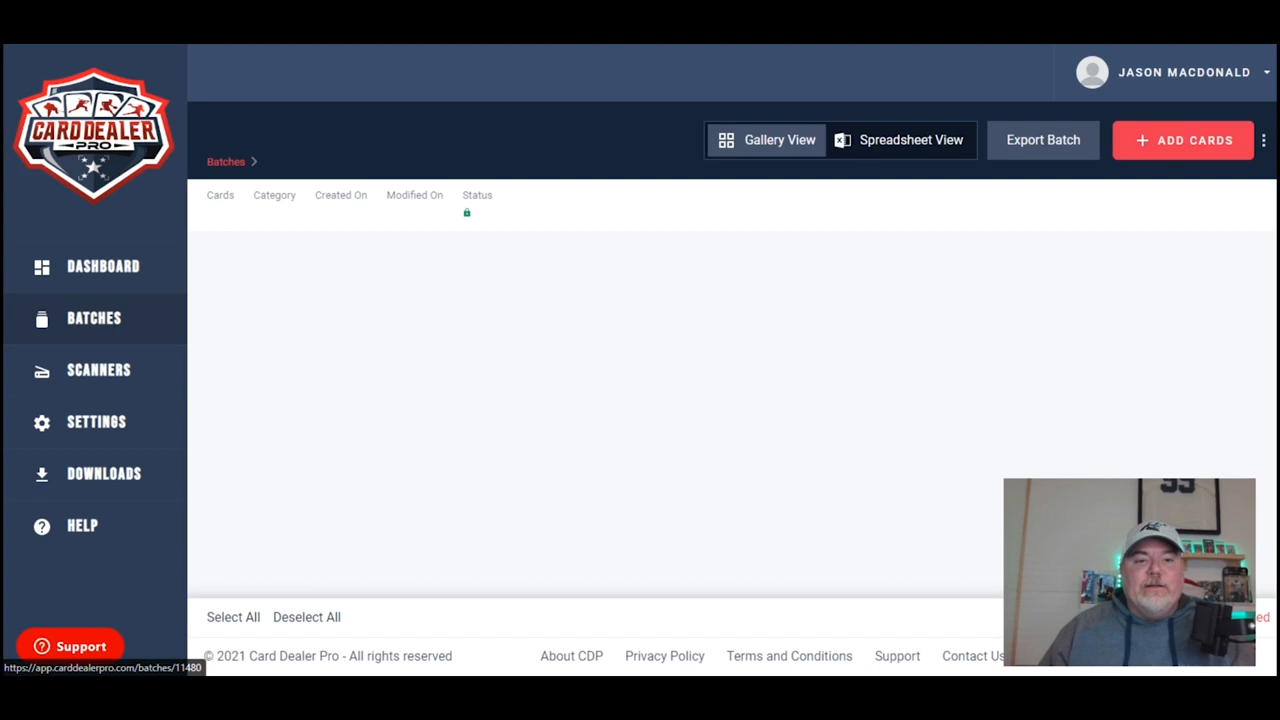 JASON MACDONALD
CARD DEALER
PRO
Gallery View
Spreadsheet View
Export Batch
+ ADD CARDS
Batches >
Cards
Category
Created On
Modified On
Status
DASHBOARD
BATCHES
SCANNERS
SETTINGS
DOWNLOADS
HELP
Support
Select All
Deselect All
https://app.carddealerpro.com/batches/11480
© 2021 Card Dealer Pro - All rights reserved
About CDP
Privacy Policy
Terms and Conditions
Support
Contact Us